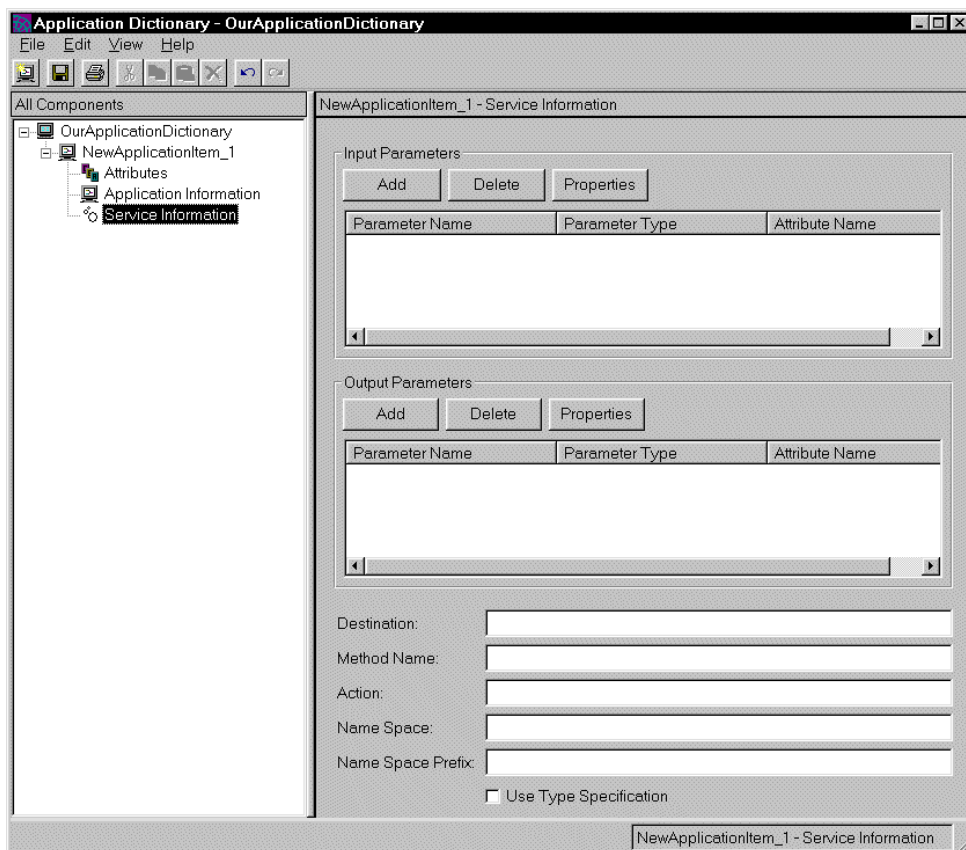 Application Dictionary - OurApplicationDictionary
File Edit View Help
All Components
OurApplicationDictionary
NewApplicationItem_1
Attributes
Application Information
Service Information
NewApplicationItem_1 - Service Information
Input Parameters
Add Delete Properties
Parameter Name Parameter Type Attribute Name
Output Parameters
Add Delete Properties
Parameter Name Parameter Type Attribute Name
Destination:
Method Name:
Action:
Name Space:
Name Space Prefix:
Use Type Specification
NewApplicationItem_1 - Service Information